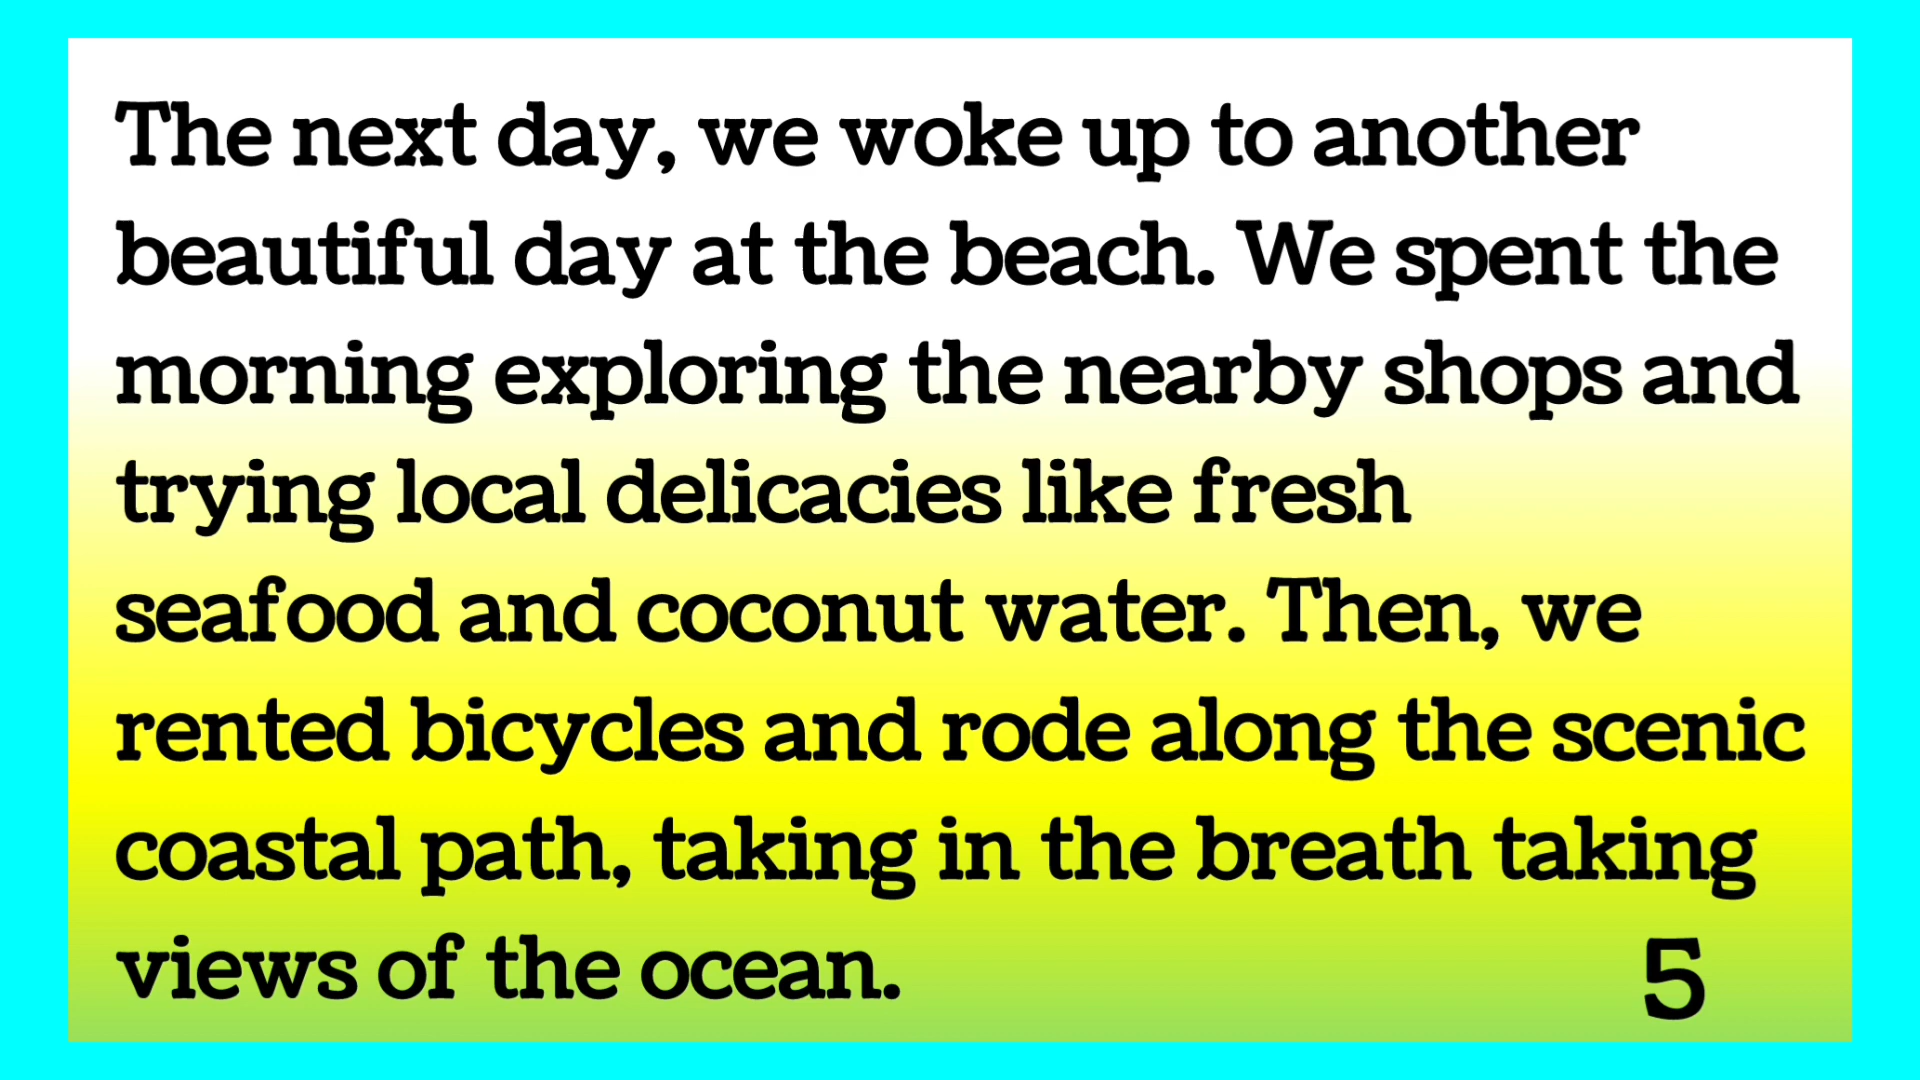 The next day, we woke up to another
beautiful day at the beach. We spent the
morning exploring the nearby shops and
trying local delicacies like fresh
seafood and coconut water. Then, we
rented bicycles and rode along the scenic
coastal path, taking in the breath taking
views of the ocean.
5